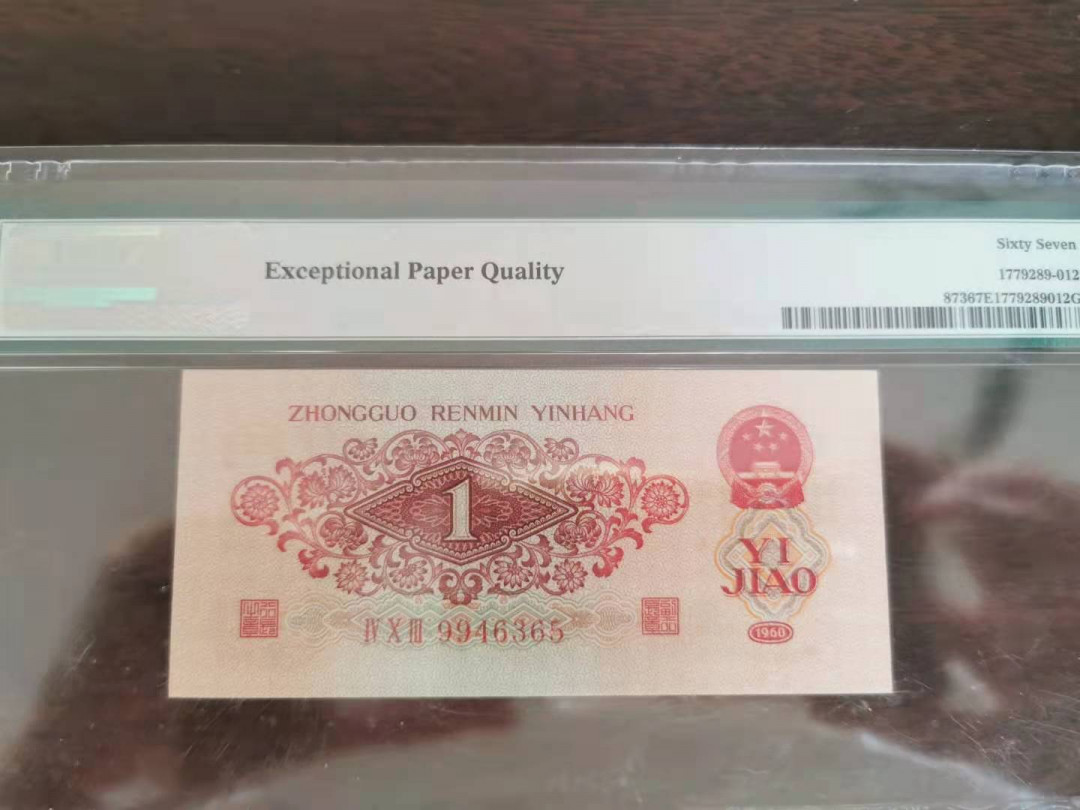 Exceptional Paper Quality
Sixty Seven
1779289-012
87367E1779289012G
ZHONGGUO RENMIN YINHANG
1
YI
JIAO
IV X III 9946365
1960